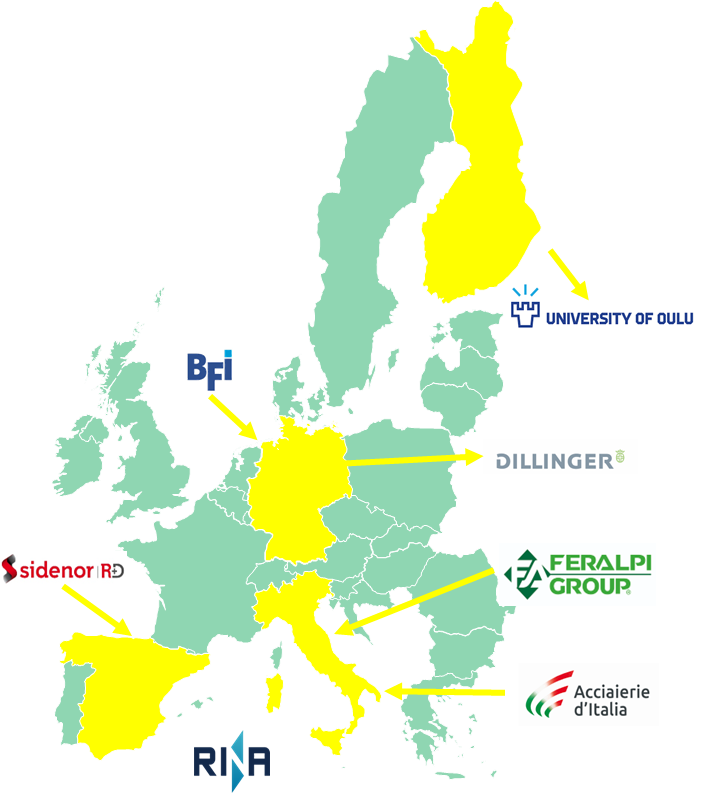 UNIVERSITY OF OULU
BFi
DILLINGER
sidenor R+D
FERALPI
GROUP
Acciaierie
d'Italia
RINA